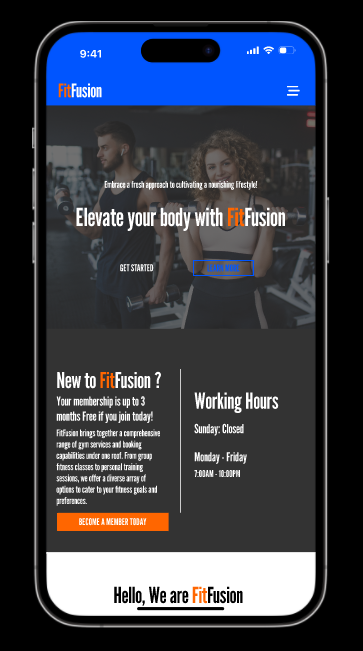 9:41
FitFusion
Embrace a fresh approach to cultivating a nourishing lifestyle!
Elevate your body with FitFusion
GET STARTED
LEARN MORE
New to FitFusion ?
Your membership is up to 3
months Free if you join today!
FitFusion brings together a comprehensive
range of gym services and booking
capabilities under one roof. From group
fitness classes to personal training
sessions, we offer a diverse array of
options to cater to your fitness goals and
preferences.
BECOME A MEMBER TODAY
Working Hours
Sunday: Closed
Monday - Friday
7:00AM - 10:00PM
Hello, We are FitFusion